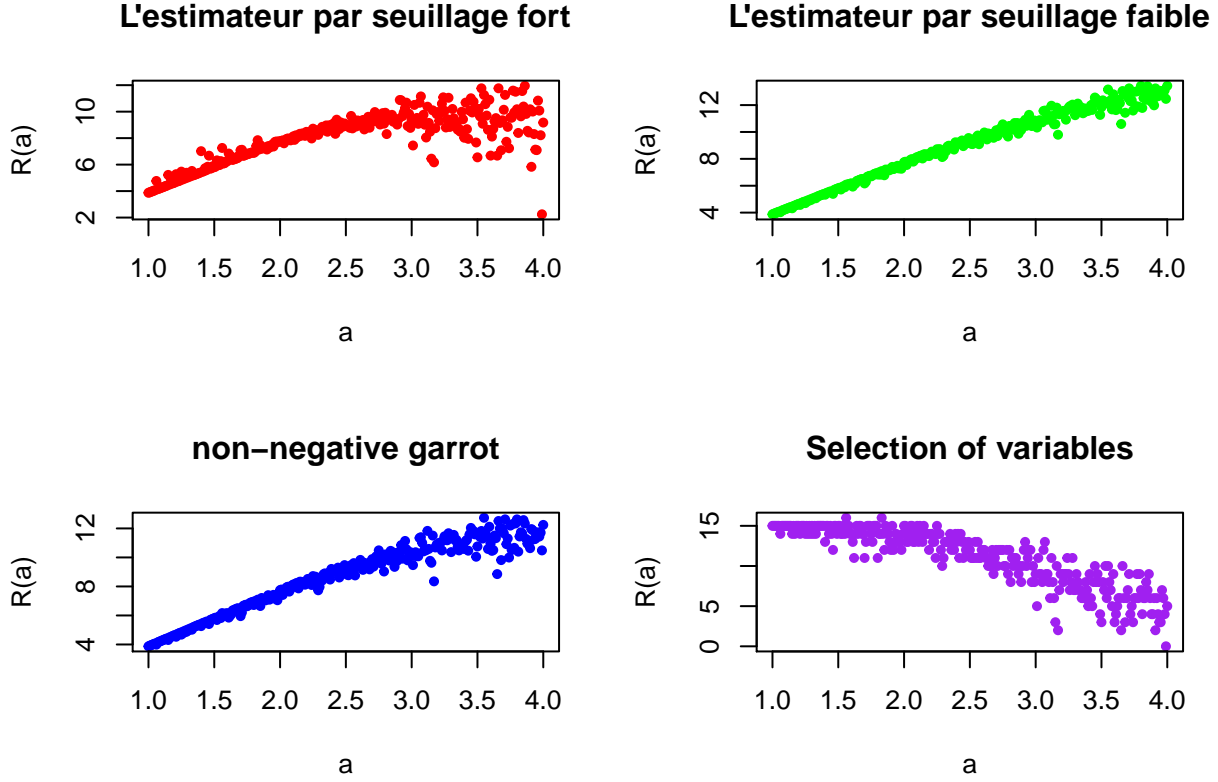 L'estimateur par seuillage fort
R(a)
10
6
2
1.0 1.5 2.0 2.5 3.0 3.5 4.0
a
L'estimateur par seuillage faible
R(a)
12
8
4
1.0 1.5 2.0 2.5 3.0 3.5 4.0
a
non−negative garrot
R(a)
12
8
4
1.0 1.5 2.0 2.5 3.0 3.5 4.0
a
Selection of variables
R(a)
15
5
0
1.0 1.5 2.0 2.5 3.0 3.5 4.0
a